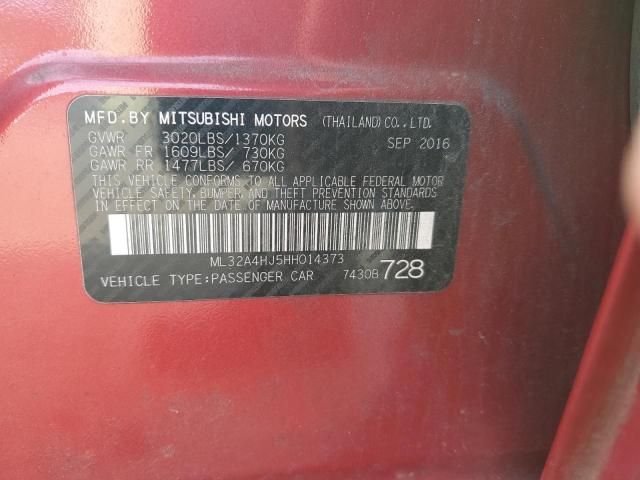 MFD.BY MITSUBISHI MOTORS (THAILAND) CO.,LTD.
GVWR 3020LBS/1370KG SEP 2016
GAWR FR 1609LBS/ 730KG
GAWR RR 1477LBS/ 670KG
THIS VEHICLE CONFORMS TO ALL APPLICABLE FEDERAL MOTOR
VEHICLE SAFETY, BUMPER, AND THEFT PREVENTION STANDARDS
IN EFFECT ON THE DATE OF MANUFACTURE SHOWN ABOVE.
ML32A4HJ5HH014373
VEHICLE TYPE:PASSENGER CAR 7430B 728